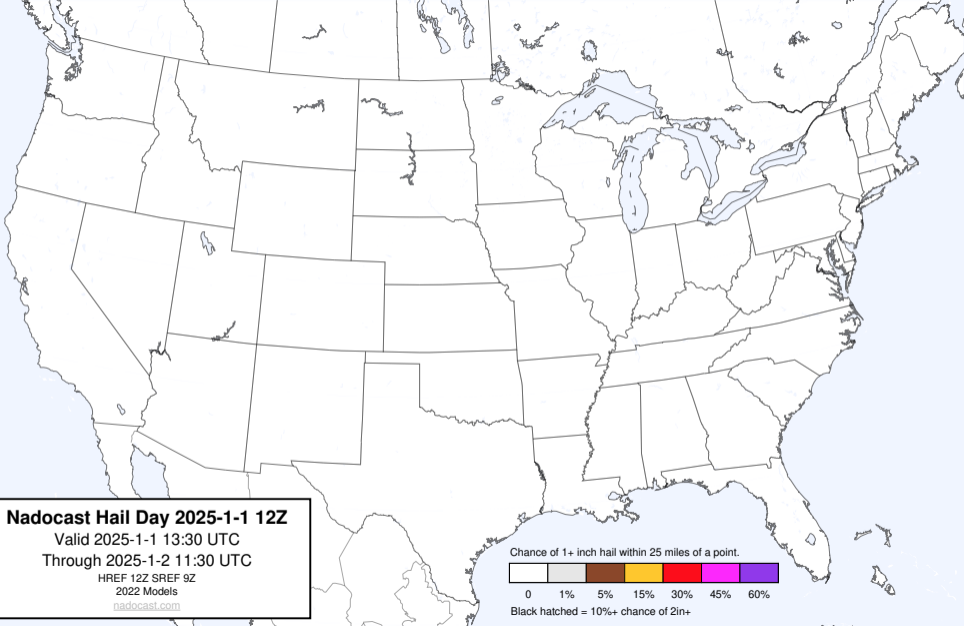 Nadocast Hail Day 2025-1-1 12Z
Valid 2025-1-1 13:30 UTC
Through 2025-1-2 11:30 UTC
HREF 12Z SREF 9Z
2022 Models
nadocast.com
Chance of 1+ inch hail within 25 miles of a point.
0 1% 5% 15% 30% 45% 60%
Black hatched = 10%+ chance of 2in+